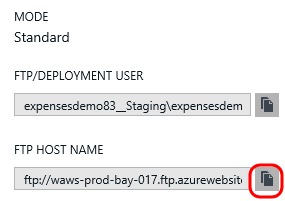 MODE
Standard
FTP/DEPLOYMENT USER
expensesdemo83__Staging\expensesdem
FTP HOST NAME
ftp://waws-prod-bay-017.ftp.azurewebsite